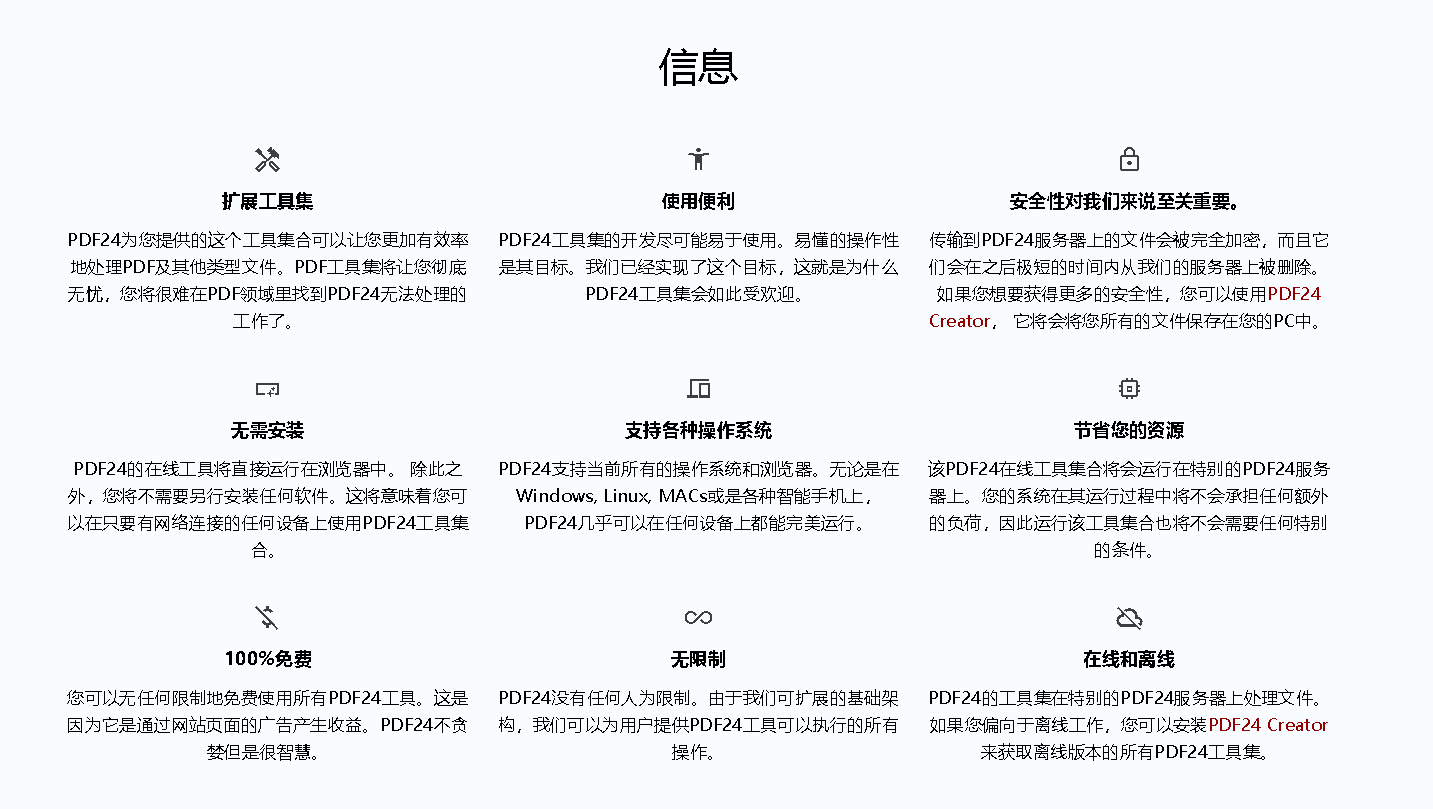 信息
扩展工具集
PDF24为您提供的这个工具集合可以让您更加有效率
地处理PDF及其他类型文件。PDF工具集将让您彻底
无忧，您将很难在PDF领域里找到PDF24无法处理的
工作了。
使用便利
PDF24工具集的开发尽可能易于使用。易懂的操作性
是其目标。我们已经实现了这个目标，这就是为什么
PDF24工具集会如此受欢迎。
安全性对我们来说至关重要。
传输到PDF24服务器上的文件会被完全加密，而且它
们会在之后极短的时间内从我们的服务器上被删除。
如果您想要获得更多的安全性，您可以使用PDF24
Creator， 它将会将您所有的文件保存在您的PC中。
无需安装
PDF24的在线工具将直接运行在浏览器中。 除此之
外，您将不需要另行安装任何软件。这将意味着您可
以在只要有网络连接的任何设备上使用PDF24工具集
合。
支持各种操作系统
PDF24支持当前所有的操作系统和浏览器。无论是在
Windows, Linux, MACs或是各种智能手机上，
PDF24几乎可以在任何设备上都能完美运行。
节省您的资源
该PDF24在线工具集合将会运行在特别的PDF24服务
器上。您的系统在其运行过程中将不会承担任何额外
的负荷，因此运行该工具集合也将不会需要任何特别
的条件。
100%免费
您可以无任何限制地免费使用所有PDF24工具。这是
因为它是通过网站页面的广告产生收益。PDF24不贪
婪但是很智慧。
无限制
PDF24没有任何人为限制。由于我们可扩展的基础架
构，我们可以为用户提供PDF24工具可以执行的所有
操作。
在线和离线
PDF24的工具集在特别的PDF24服务器上处理文件。
如果您偏向于离线工作，您可以安装PDF24 Creator
来获取离线版本的所有PDF24工具集。